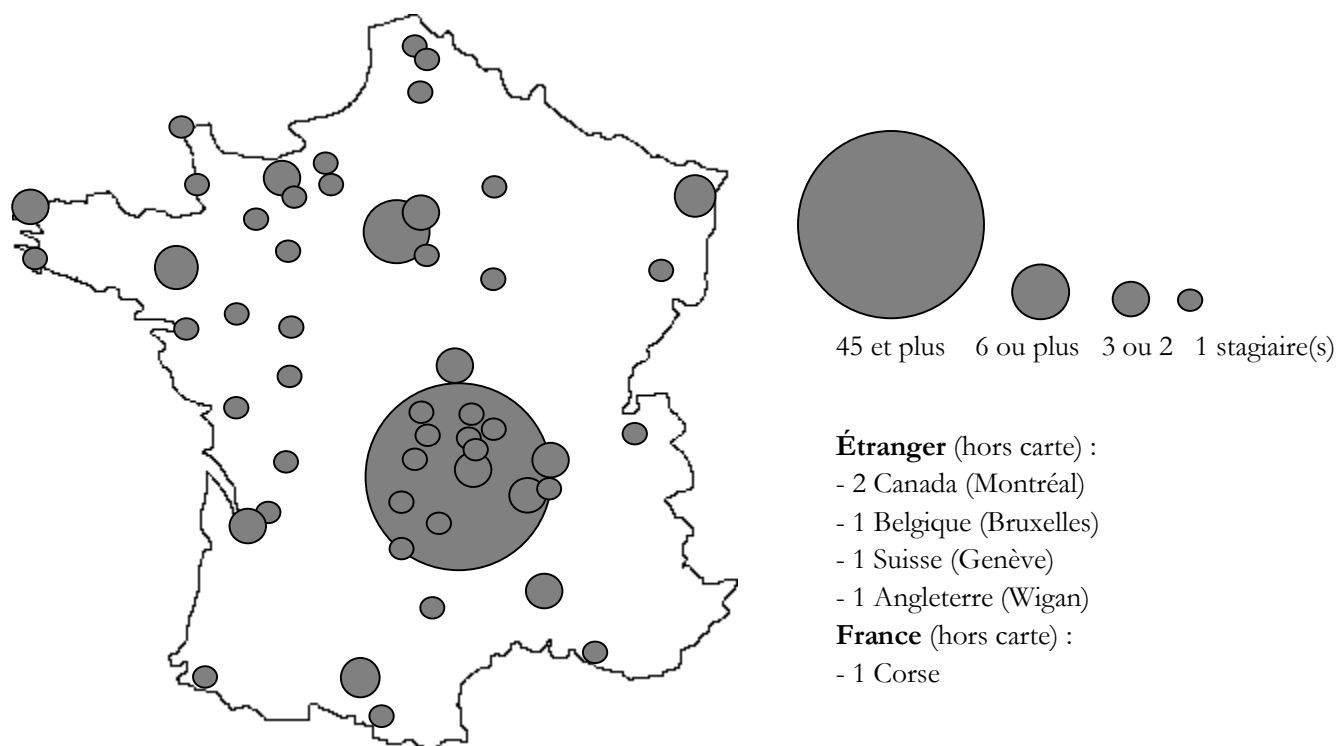 45 et plus 6 ou plus 3 ou 2 1 stagiaire(s)
Étranger (hors carte) :
- 2 Canada (Montréal)
- 1 Belgique (Bruxelles)
- 1 Suisse (Genève)
- 1 Angleterre (Wigan)
France (hors carte) :
- 1 Corse